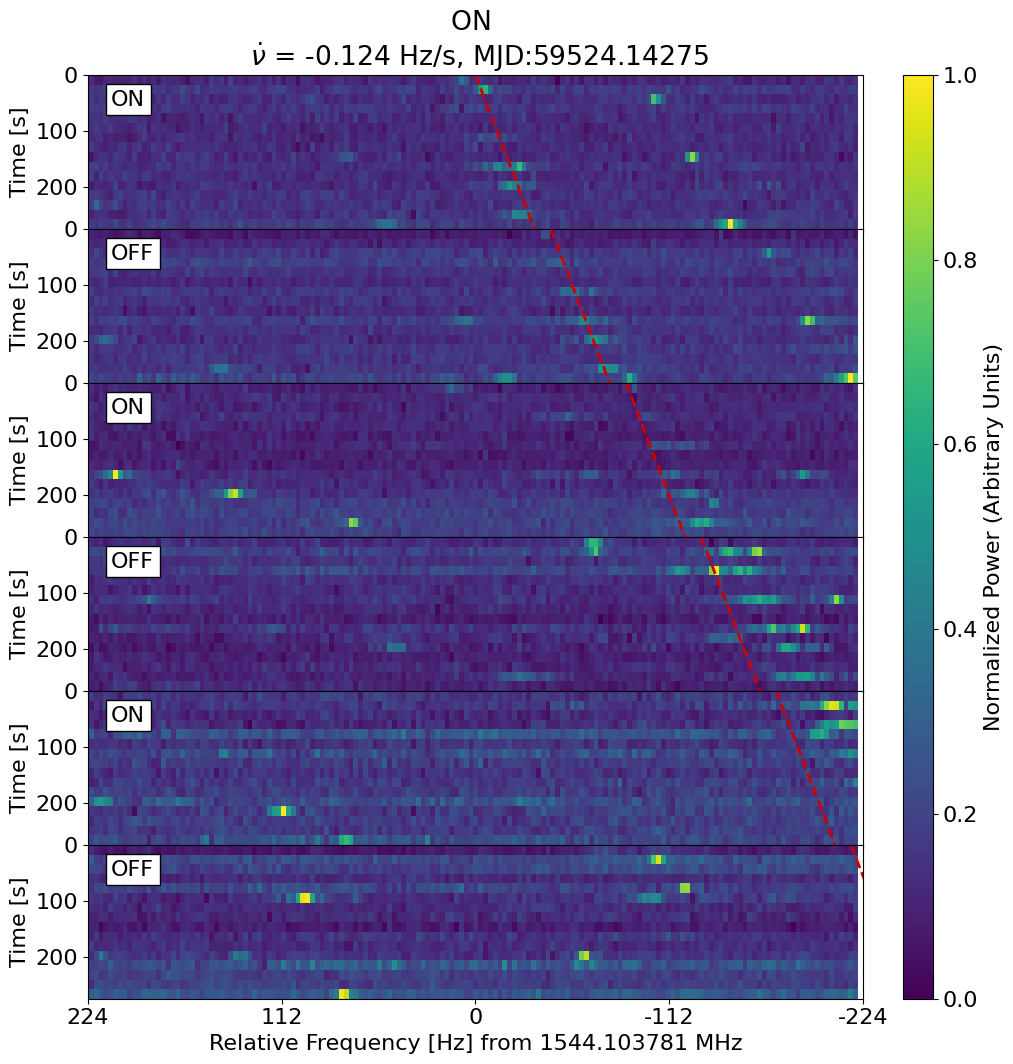 ON
ν̇ = -0.124 Hz/s, MJD:59524.14275
0
ON
Time [s]
100
200
0
OFF
Time [s]
100
200
0
ON
Time [s]
100
200
0
OFF
Time [s]
100
200
0
ON
Time [s]
100
200
0
OFF
Time [s]
100
200
224 112 0 -112 -224
Relative Frequency [Hz] from 1544.103781 MHz
1.0
0.8
0.6
0.4
0.2
0.0
Normalized Power (Arbitrary Units)